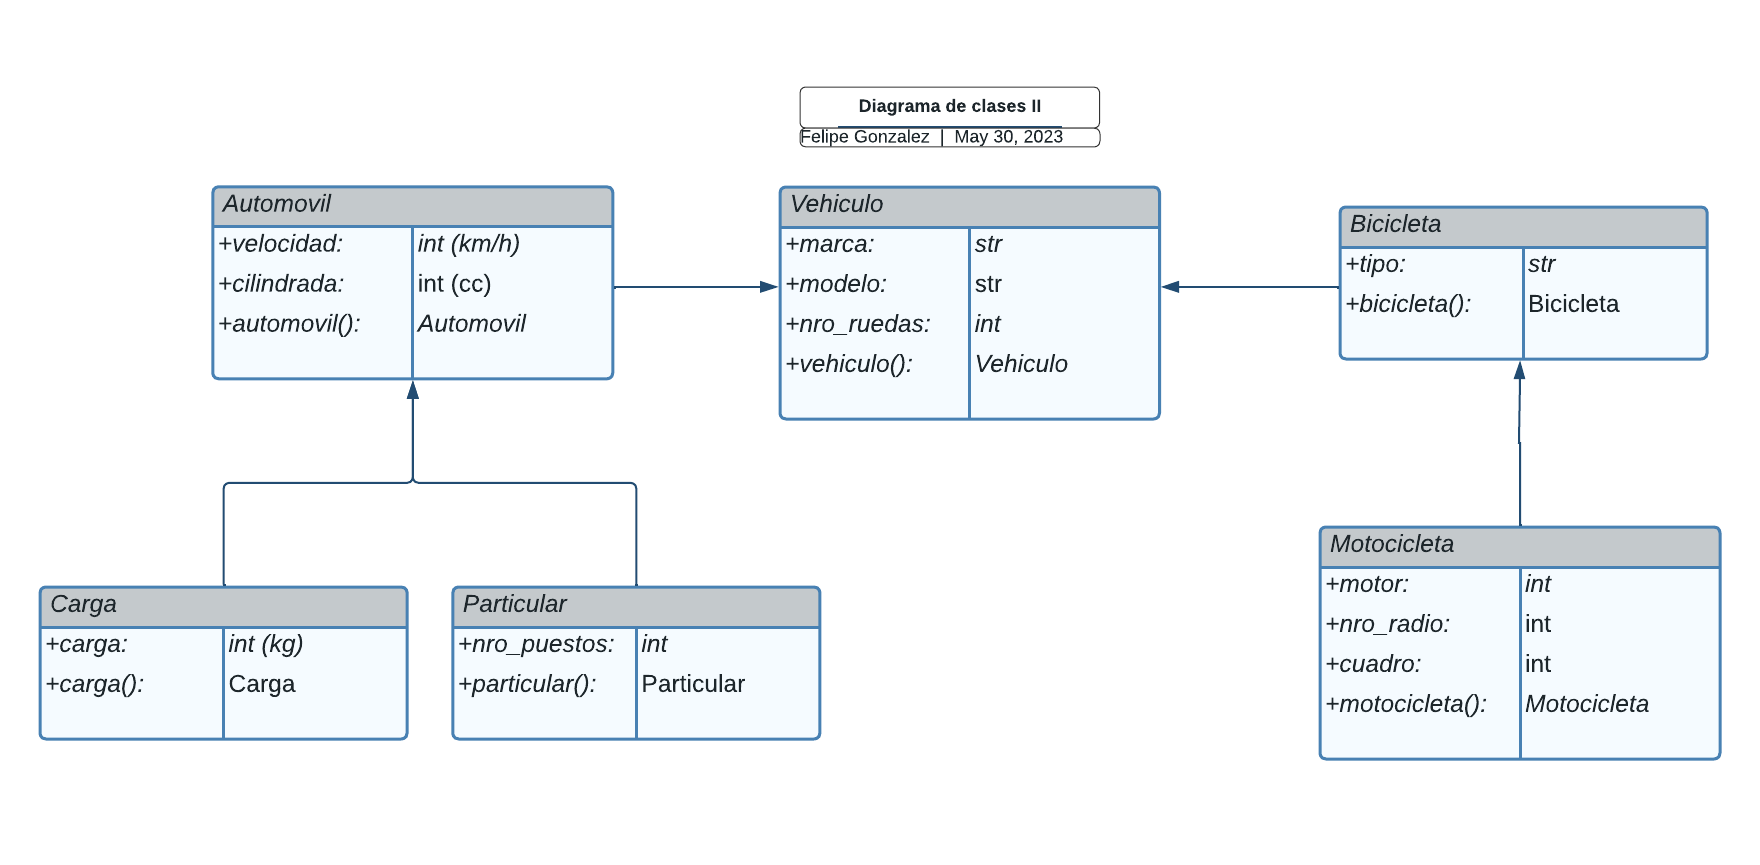 Diagrama de clases II
Felipe Gonzalez | May 30, 2023
Automovil
+velocidad: int (km/h)
+cilindrada: int (cc)
+automovil(): Automovil
Vehiculo
+marca: str
+modelo: str
+nro_ruedas: int
+vehiculo(): Vehiculo
Bicicleta
+tipo: str
+bicicleta(): Bicicleta
Carga
+carga: int (kg)
+carga(): Carga
Particular
+nro_puestos: int
+particular(): Particular
Motocicleta
+motor: int
+nro_radio: int
+cuadro: int
+motocicleta(): Motocicleta